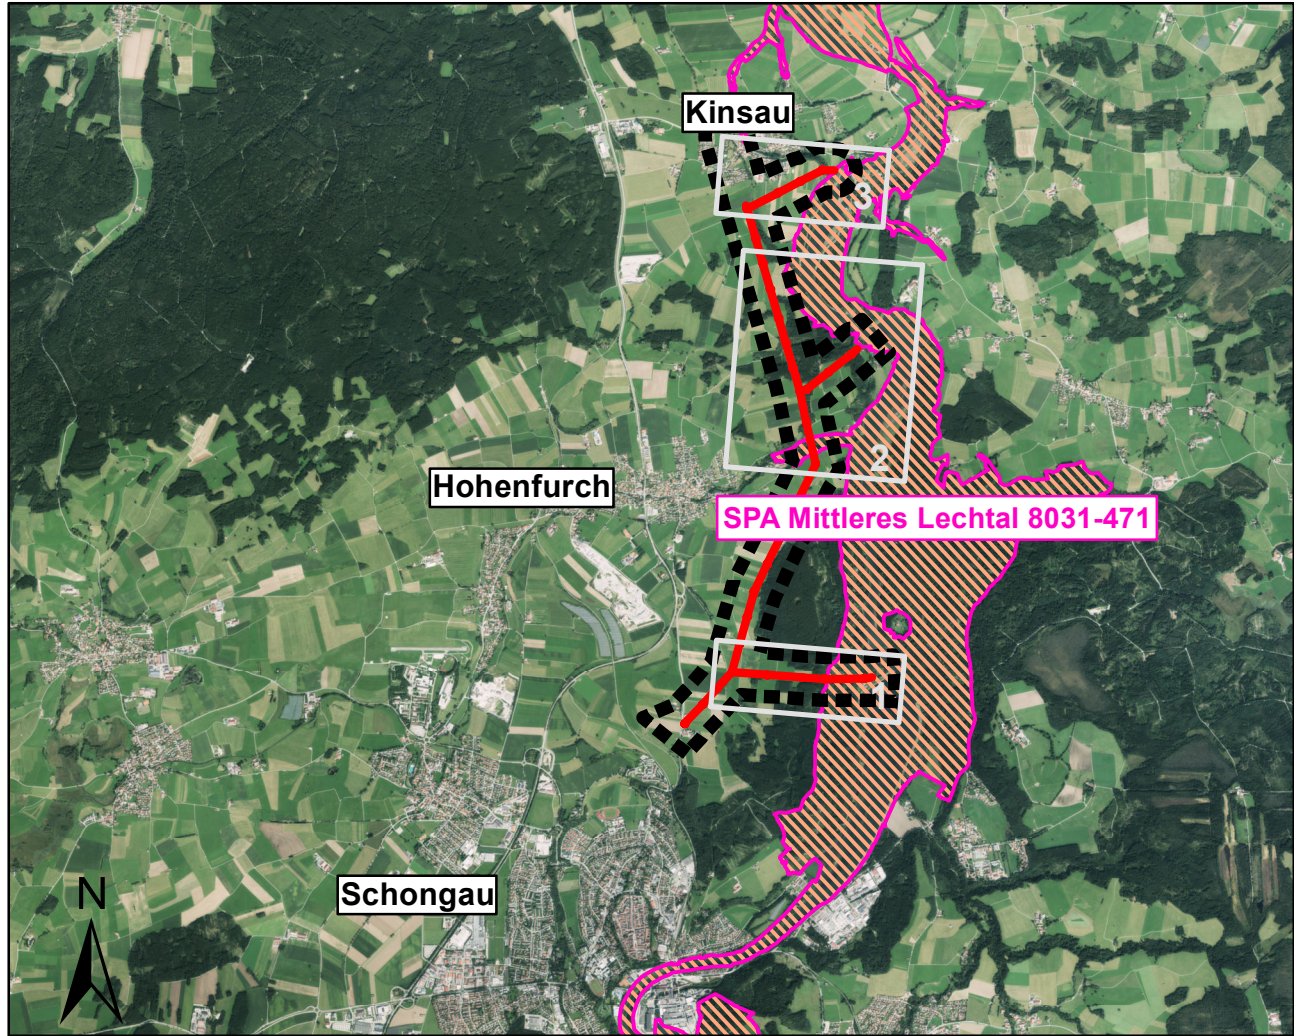 Kinsau
3
2
Hohenfurch
SPA Mittleres Lechtal 8031-471
1
N
Schongau